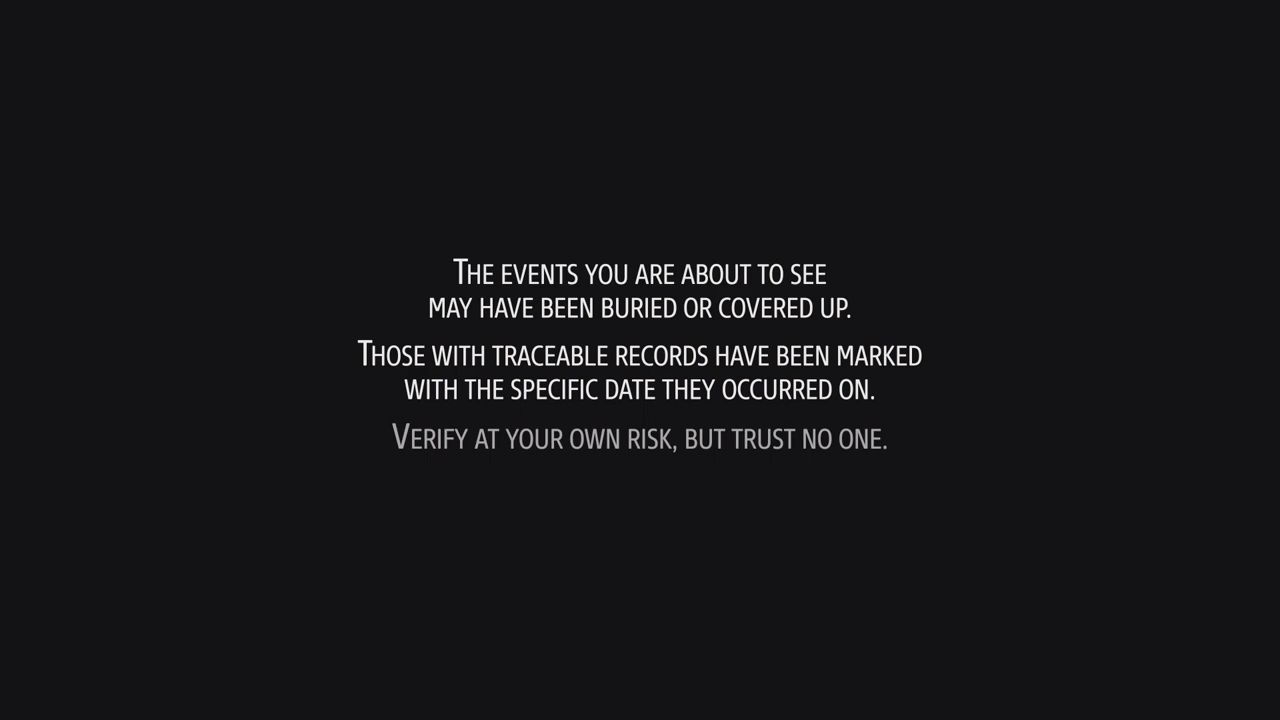 The events you are about to see
may have been buried or covered up.
Those with traceable records have been marked
with the specific date they occurred on.
Verify at your own risk, but trust no one.